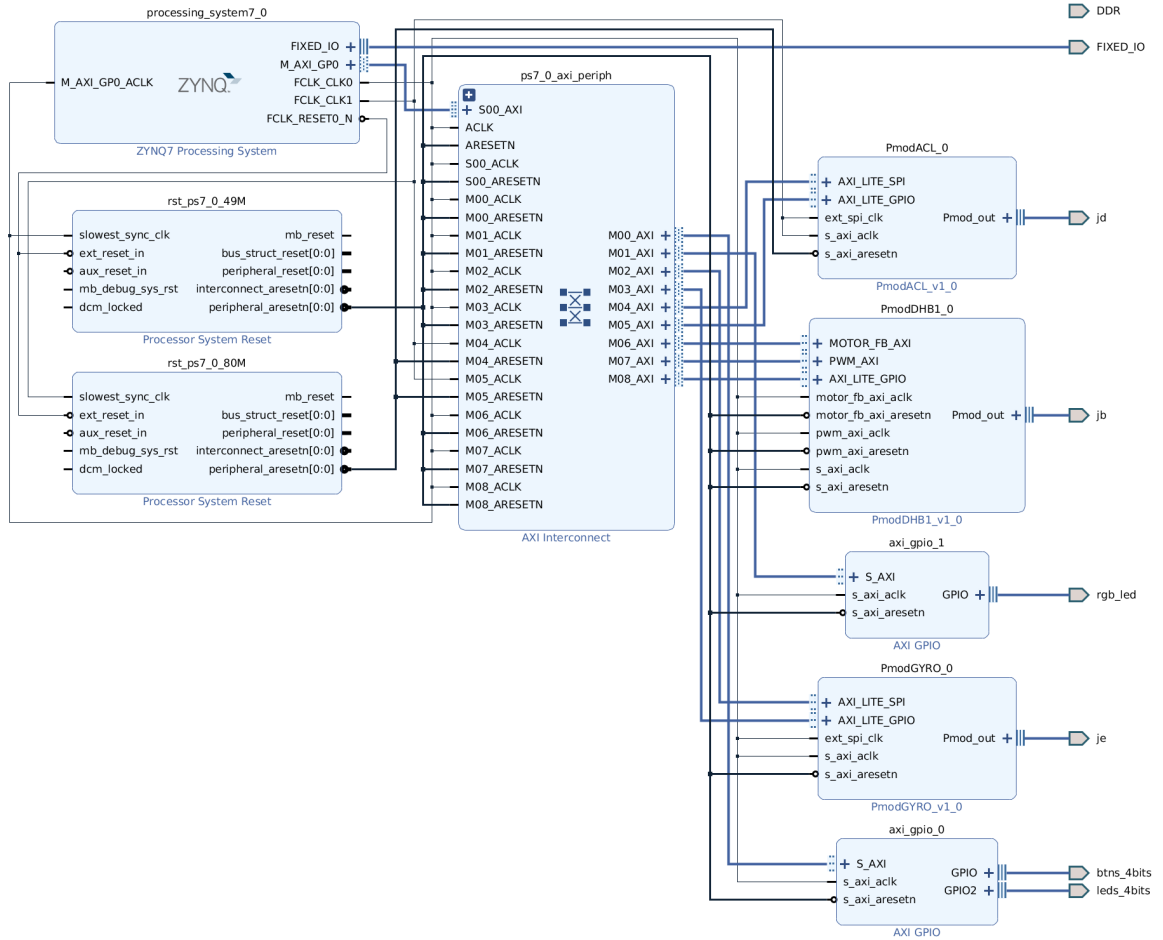 processing_system7_0
M_AXI_GP0_ACLK
ZYNQ
FIXED_IO
M_AXI_GP0
FCLK_CLK0
FCLK_CLK1
FCLK_RESET0_N
ZYNQ7 Processing System
rst_ps7_0_49M
slowest_sync_clk
ext_reset_in
aux_reset_in
mb_debug_sys_rst
dcm_locked
mb_reset
bus_struct_reset[0:0]
peripheral_reset[0:0]
interconnect_aresetn[0:0]
peripheral_aresetn[0:0]
Processor System Reset
rst_ps7_0_80M
slowest_sync_clk
ext_reset_in
aux_reset_in
mb_debug_sys_rst
dcm_locked
mb_reset
bus_struct_reset[0:0]
peripheral_reset[0:0]
interconnect_aresetn[0:0]
peripheral_aresetn[0:0]
Processor System Reset
ps7_0_axi_periph
S00_AXI
ACLK
ARESETN
S00_ACLK
S00_ARESETN
M00_ACLK
M00_ARESETN
M01_ACLK
M01_ARESETN
M02_ACLK
M02_ARESETN
M03_ACLK
M03_ARESETN
M04_ACLK
M04_ARESETN
M05_ACLK
M05_ARESETN
M06_ACLK
M06_ARESETN
M07_ACLK
M07_ARESETN
M08_ACLK
M08_ARESETN
M00_AXI
M01_AXI
M02_AXI
M03_AXI
M04_AXI
M05_AXI
M06_AXI
M07_AXI
M08_AXI
AXI Interconnect
DDR
FIXED_IO
PmodACL_0
AXI_LITE_SPI
AXI_LITE_GPIO
ext_spi_clk
s_axi_aclk
s_axi_aresetn
Pmod_out
jd
PmodACL_v1_0
PmodDHB1_0
MOTOR_FB_AXI
PWM_AXI
AXI_LITE_GPIO
motor_fb_axi_aclk
motor_fb_axi_aresetn
pwm_axi_aclk
pwm_axi_aresetn
s_axi_aclk
s_axi_aresetn
Pmod_out
jb
PmodDHB1_v1_0
axi_gpio_1
S_AXI
s_axi_aclk
s_axi_aresetn
GPIO
rgb_led
AXI GPIO
PmodGYRO_0
AXI_LITE_SPI
AXI_LITE_GPIO
ext_spi_clk
s_axi_aclk
s_axi_aresetn
Pmod_out
je
PmodGYRO_v1_0
axi_gpio_0
S_AXI
s_axi_aclk
s_axi_aresetn
GPIO
GPIO2
btns_4bits
leds_4bits
AXI GPIO